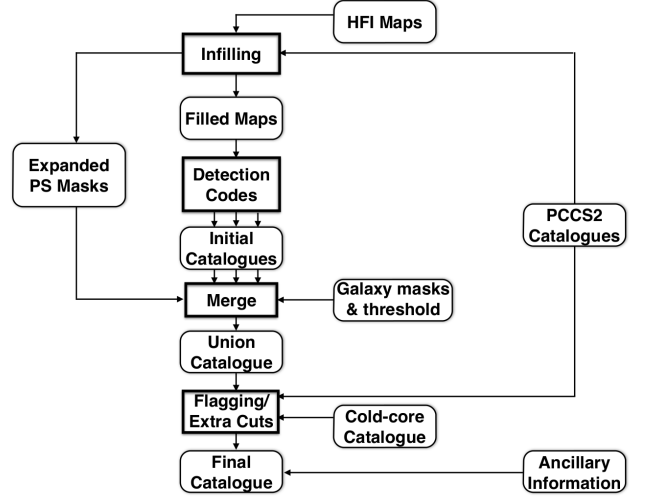 HFI Maps
Infilling
Filled Maps
Expanded
PS Masks
Detection
Codes
PCCS2
Catalogues
Initial
Catalogues
Merge
Galaxy masks
& threshold
Union
Catalogue
Flagging/
Extra Cuts
Cold-core
Catalogue
Final
Catalogue
Ancillary
Information